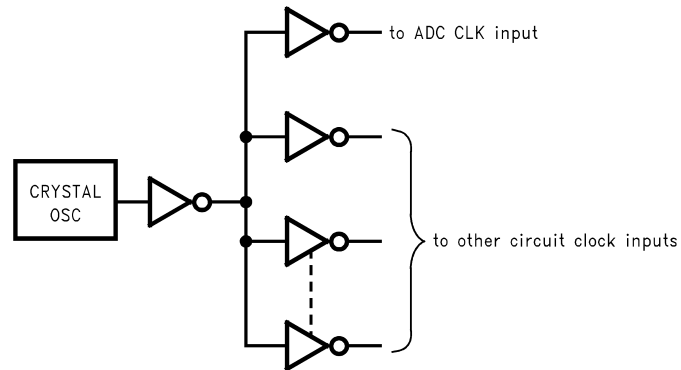 to ADC CLK input
CRYSTAL
OSC
to other circuit clock inputs